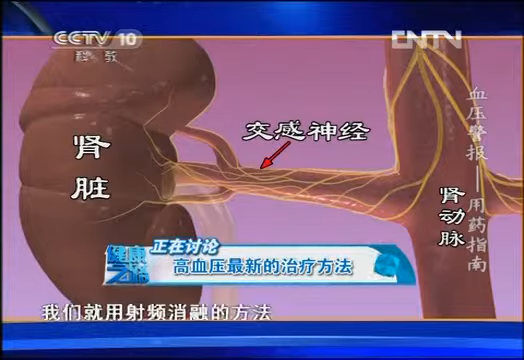 CCTV 10
科教
CNTV
血压警报——用药指南
交感神经
肾脏
肾动脉
健康之路
正在讨论
高血压最新的治疗方法
我们就用射频消融的方法